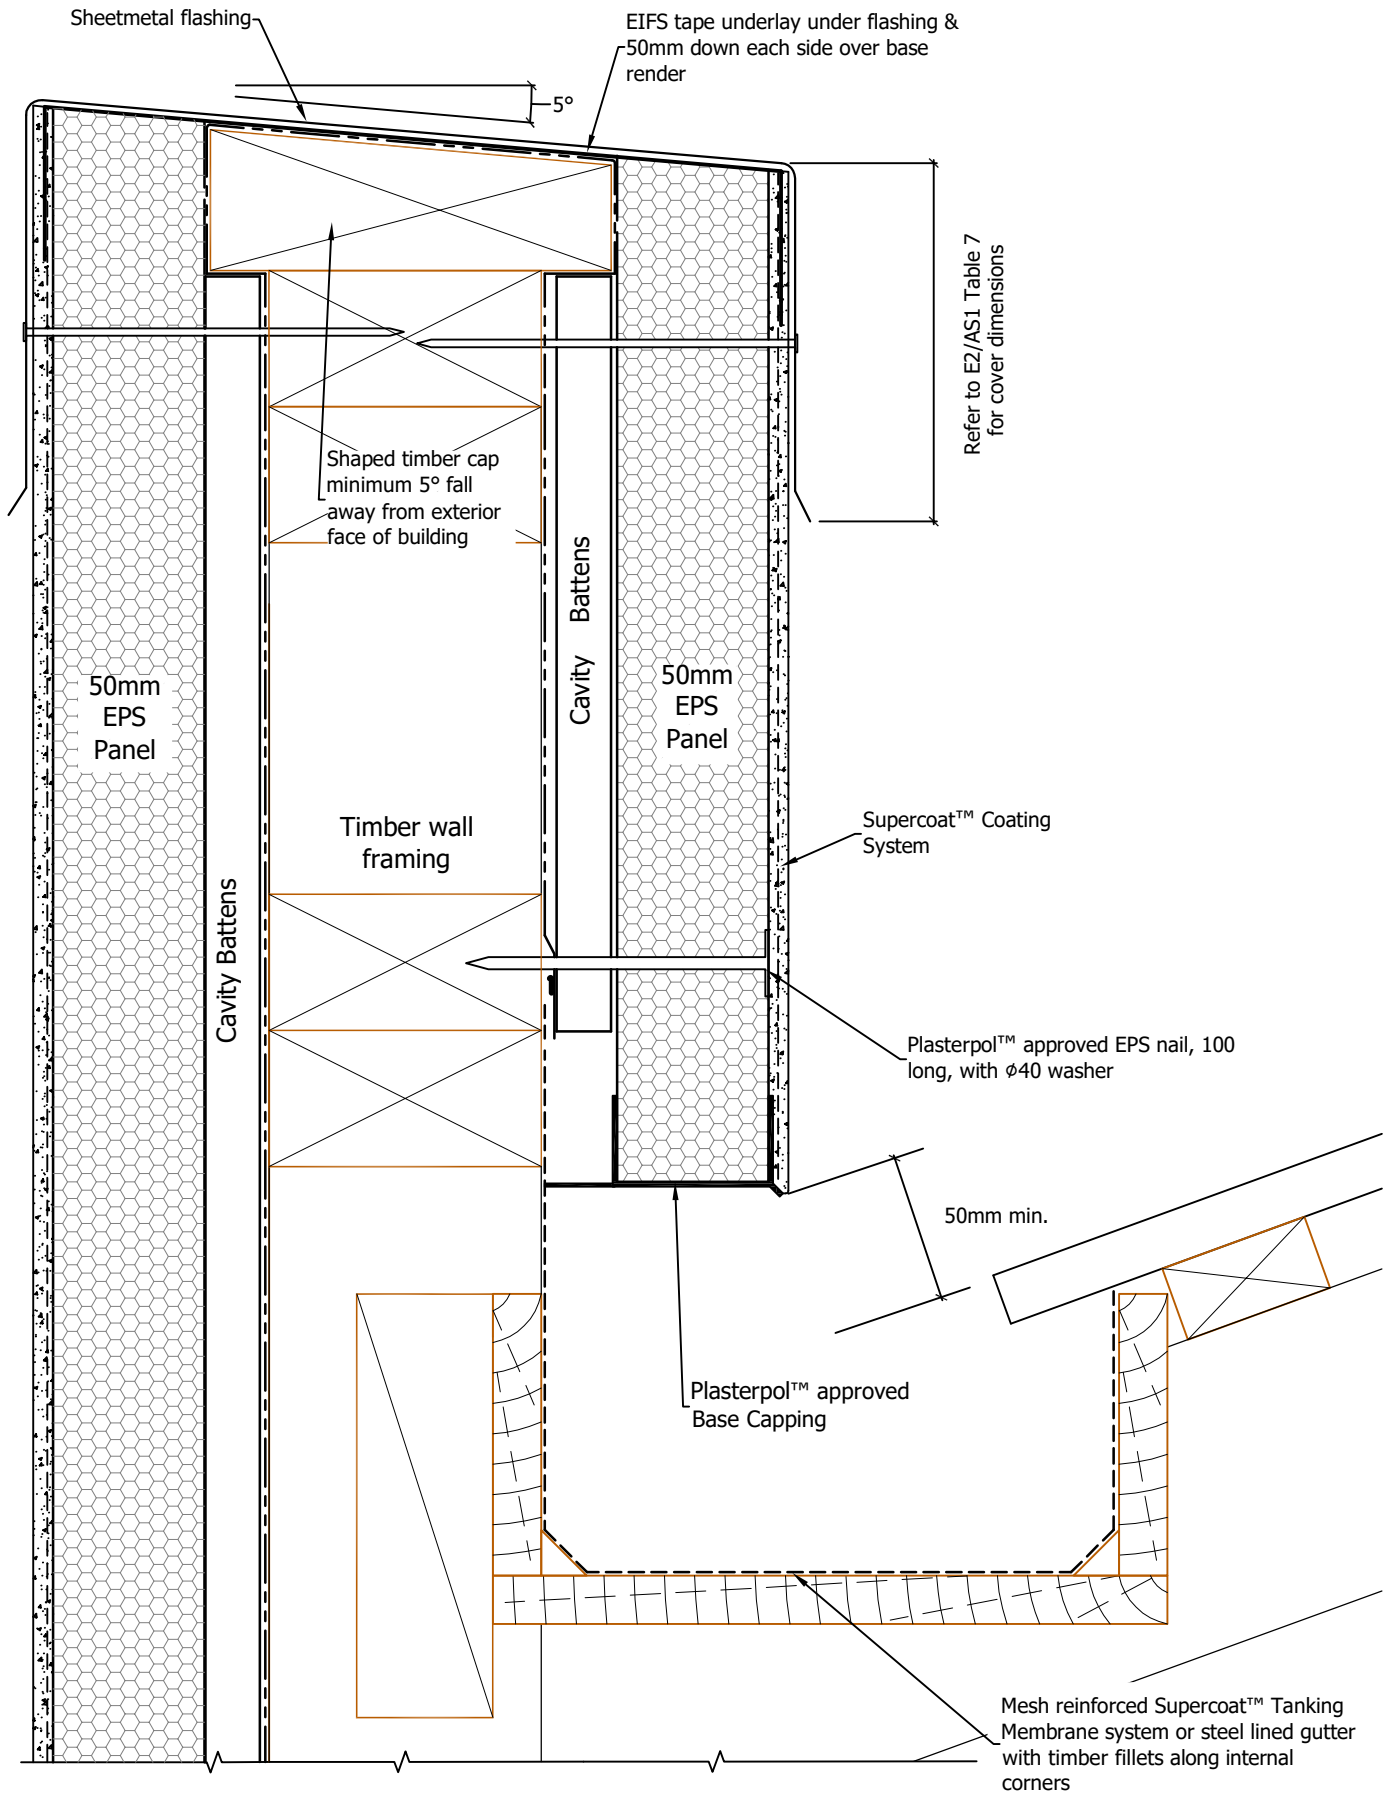 Sheetmetal flashing
EIFS tape underlay under flashing &
50mm down each side over base
render
5°
Refer to E2/AS1 Table 7
for cover dimensions
Shaped timber cap
minimum 5° fall
away from exterior
face of building
Cavity Battens
50mm
EPS
Panel
50mm
EPS
Panel
Timber wall
framing
Supercoat™ Coating
System
Cavity Battens
Plasterpol™ approved EPS nail, 100
long, with ø40 washer
50mm min.
Plasterpol™ approved
Base Capping
Mesh reinforced Supercoat™ Tanking
Membrane system or steel lined gutter
with timber fillets along internal
corners